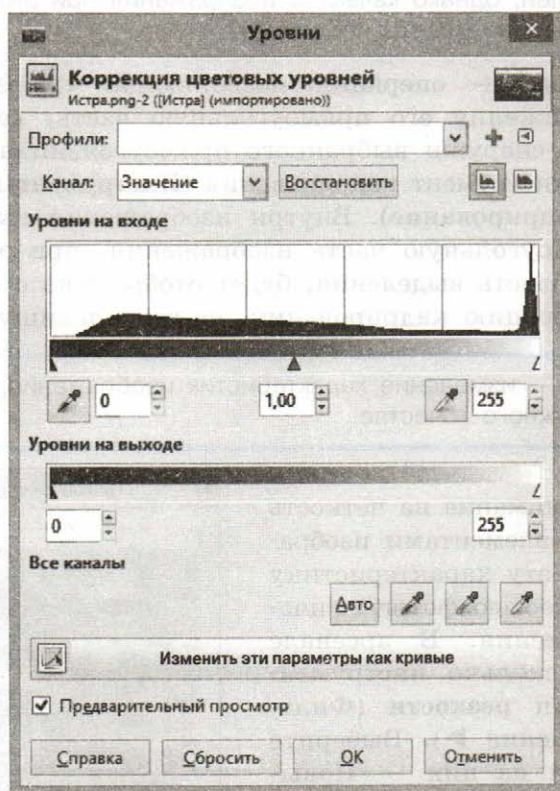 Уровни
Коррекция цветовых уровней
Истра.png-2 ([Истра] (импортировано))
Профили:
Канал: Значение Восстановить
Уровни на входе
0 1,00 255
Уровни на выходе
0 255
Все каналы
Авто
Изменить эти параметры как кривые
Предварительный просмотр
Справка Сбросить ОК Отменить